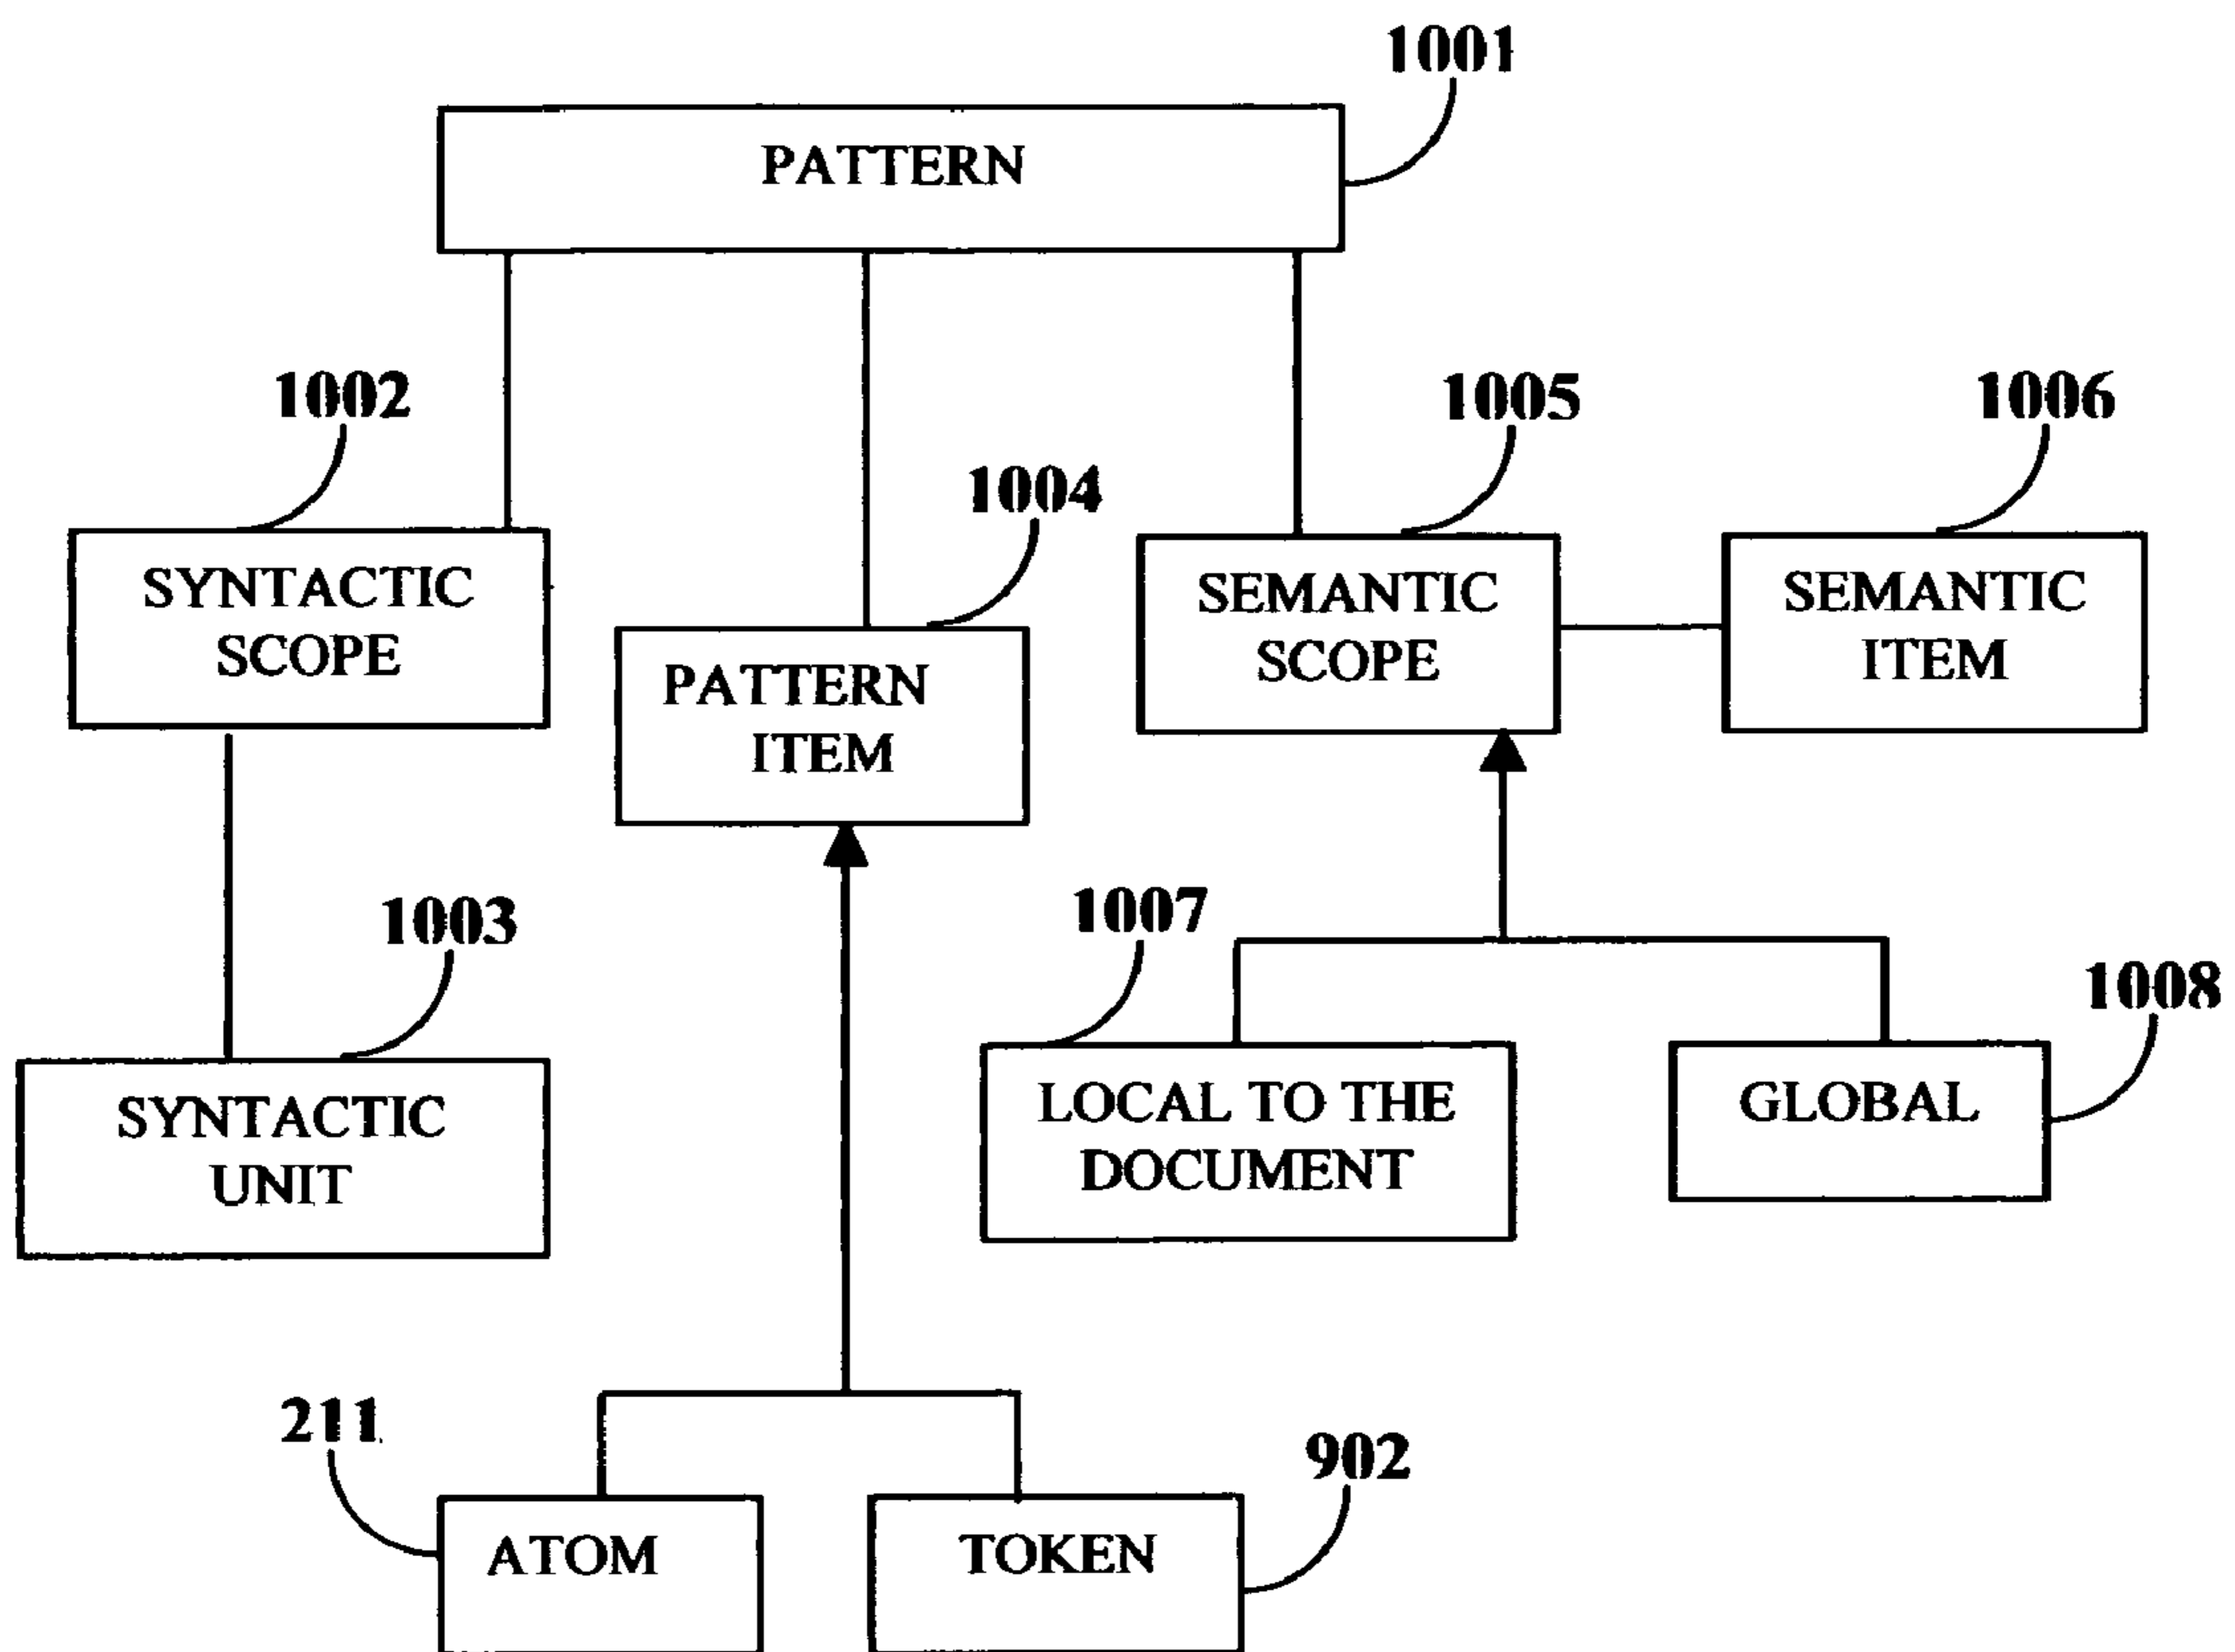 1001
PATTERN
1002
1005
1006
1004
SYNTACTIC
SCOPE
SEMANTIC
SCOPE
SEMANTIC
ITEM
PATTERN
ITEM
1003
1007
1008
SYNTACTIC
UNIT
LOCAL TO THE
DOCUMENT
GLOBAL
211
902
ATOM
TOKEN